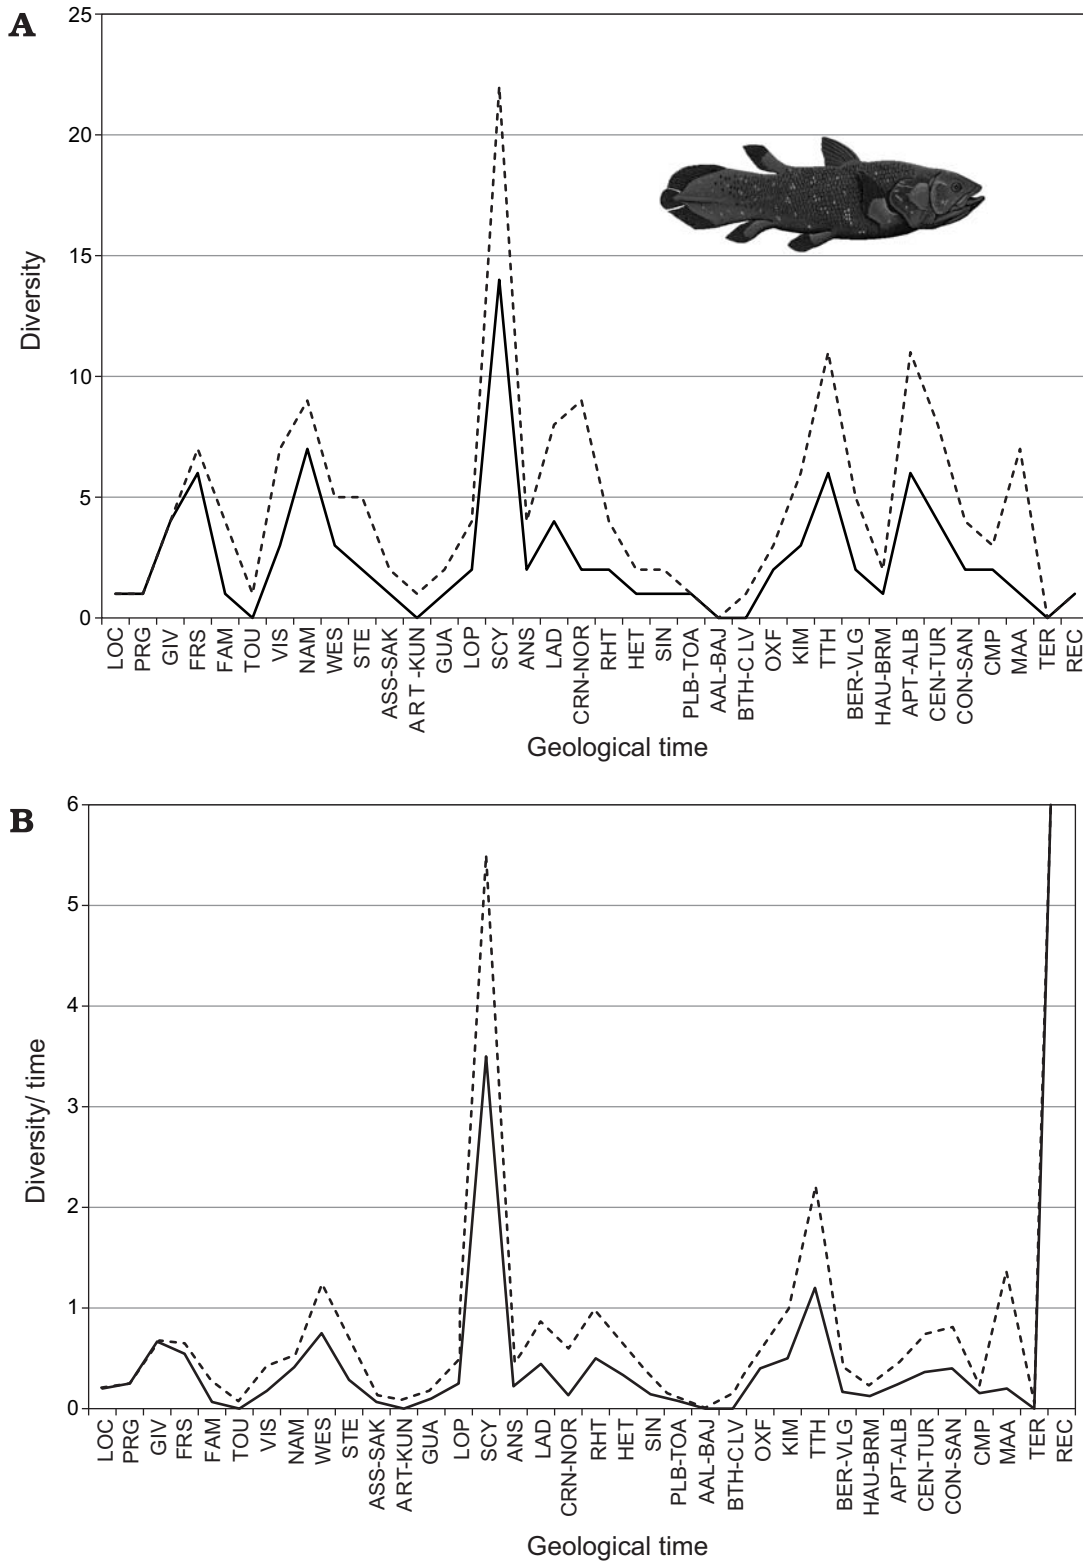 A
25
20
15
10
5
0
Diversity
LOC
PRG
GIV
FRS
FAM
TOU
VIS
NAM
WES
STE
ASS-SAK
ART -KUN
GUA
LOP
SCY
ANS
LAD
CRN-NOR
RHT
HET
SIN
PLB-TOA
AAL-BAJ
BTH-C LV
OXF
KIM
TTH
BER-VLG
HAU-BRM
APT-ALB
CEN-TUR
CON-SAN
CMP
MAA
TER
REC
Geological time
B
6
5
4
3
2
1
0
Diversity/ time
LOC
PRG
GIV
FRS
FAM
TOU
VIS
NAM
WES
STE
ASS-SAK
ART-KUN
GUA
LOP
SCY
ANS
LAD
CRN-NOR
RHT
HET
SIN
PLB-TOA
AAL-BAJ
BTH-CLV
OXF
KIM
TTH
BER-VLG
HAU-BRM
APT-ALB
CEN-TUR
CON-SAN
CMP
MAA
TER
REC
Geological time